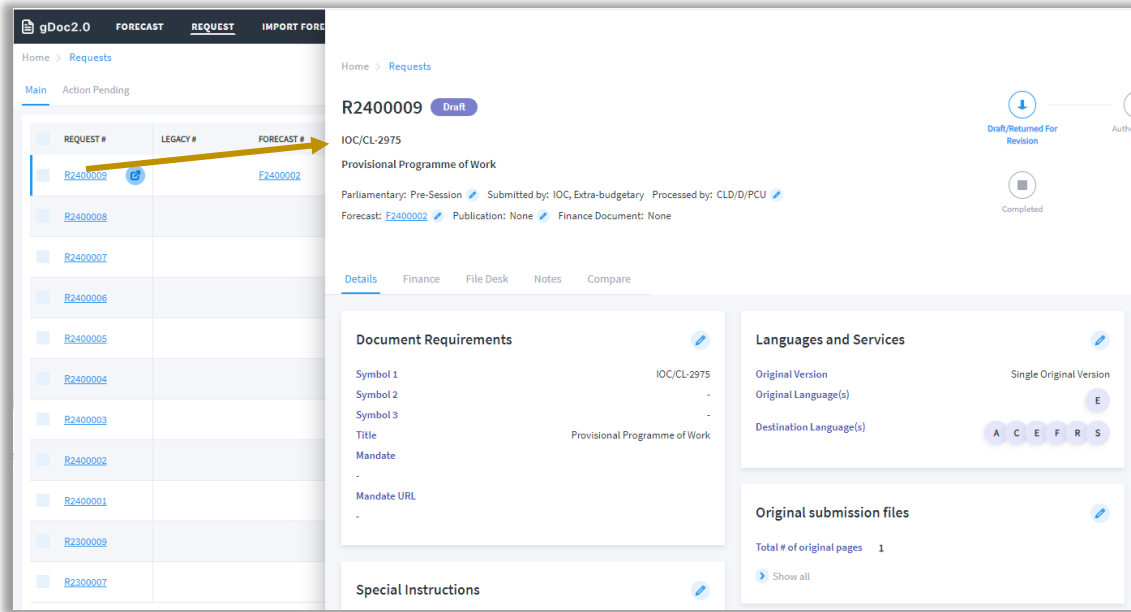 gDoc2.0 FORECAST REQUEST IMPORT FORE
Home > Requests
Main Action Pending
REQUEST # LEGACY # FORECAST #
R2400009 F2400002
R2400008
R2400007
R2400006
R2400005
R2400004
R2400003
R2400002
R2400001
R2300009
R2300007
Home > Requests
R2400009 Draft
IOC/CL-2975
Provisional Programme of Work
Parliamentary: Pre-Session Submitted by: IOC, Extra-budgetary Processed by: CLD/D/PCU
Forecast: F2400002 Publication: None Finance Document: None
Draft/Returned For
Revision
Completed
Details Finance File Desk Notes Compare
Document Requirements
Symbol 1 IOC/CL-2975
Symbol 2 -
Symbol 3 -
Title Provisional Programme of Work
Mandate
-
Mandate URL
-
Special Instructions
Languages and Services
Original Version Single Original Version
Original Language(s) E
Destination Language(s) A C E F R S
Original submission files
Total # of original pages 1
Show all